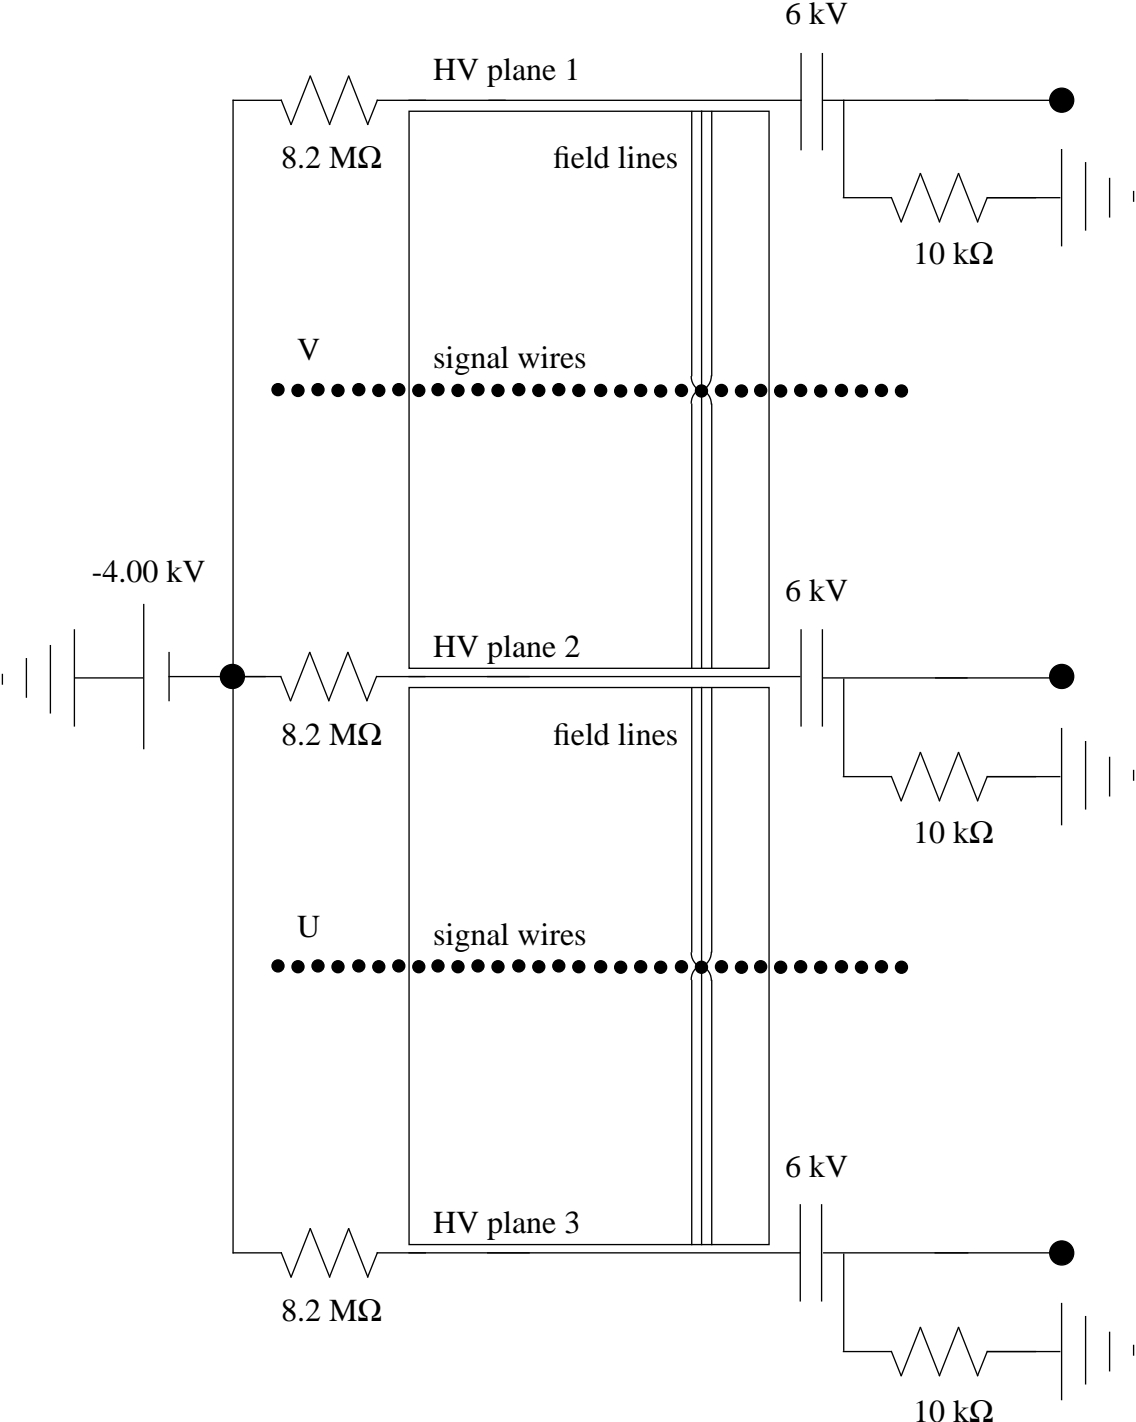 6 kV
HV plane 1
8.2 MΩ
field lines
10 kΩ
V
signal wires
-4.00 kV
6 kV
HV plane 2
8.2 MΩ
field lines
10 kΩ
U
signal wires
6 kV
HV plane 3
8.2 MΩ
10 kΩ